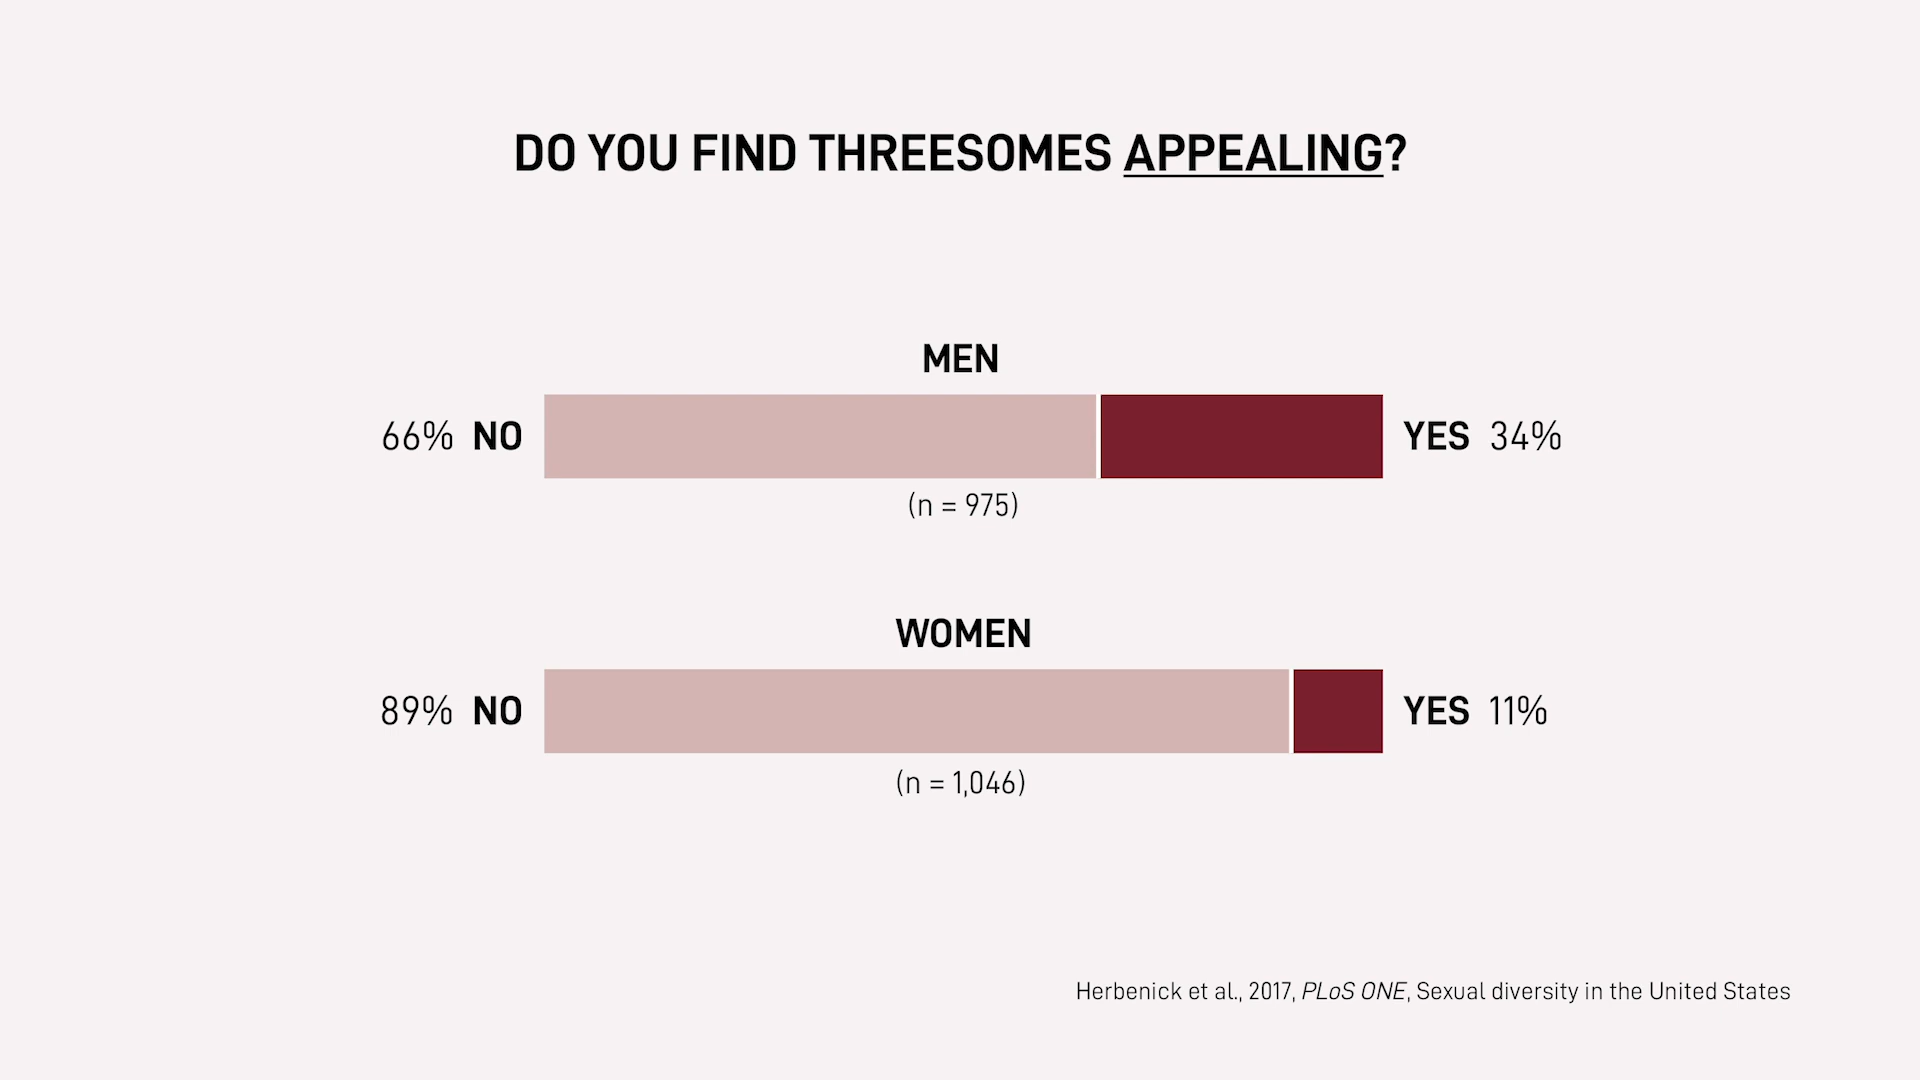 DO YOU FIND THREESOMES APPEALING?
MEN
66% NO
YES 34%
(n = 975)
WOMEN
89% NO
YES 11%
(n = 1,046)
Herbenick et al., 2017, PLoS ONE, Sexual diversity in the United States